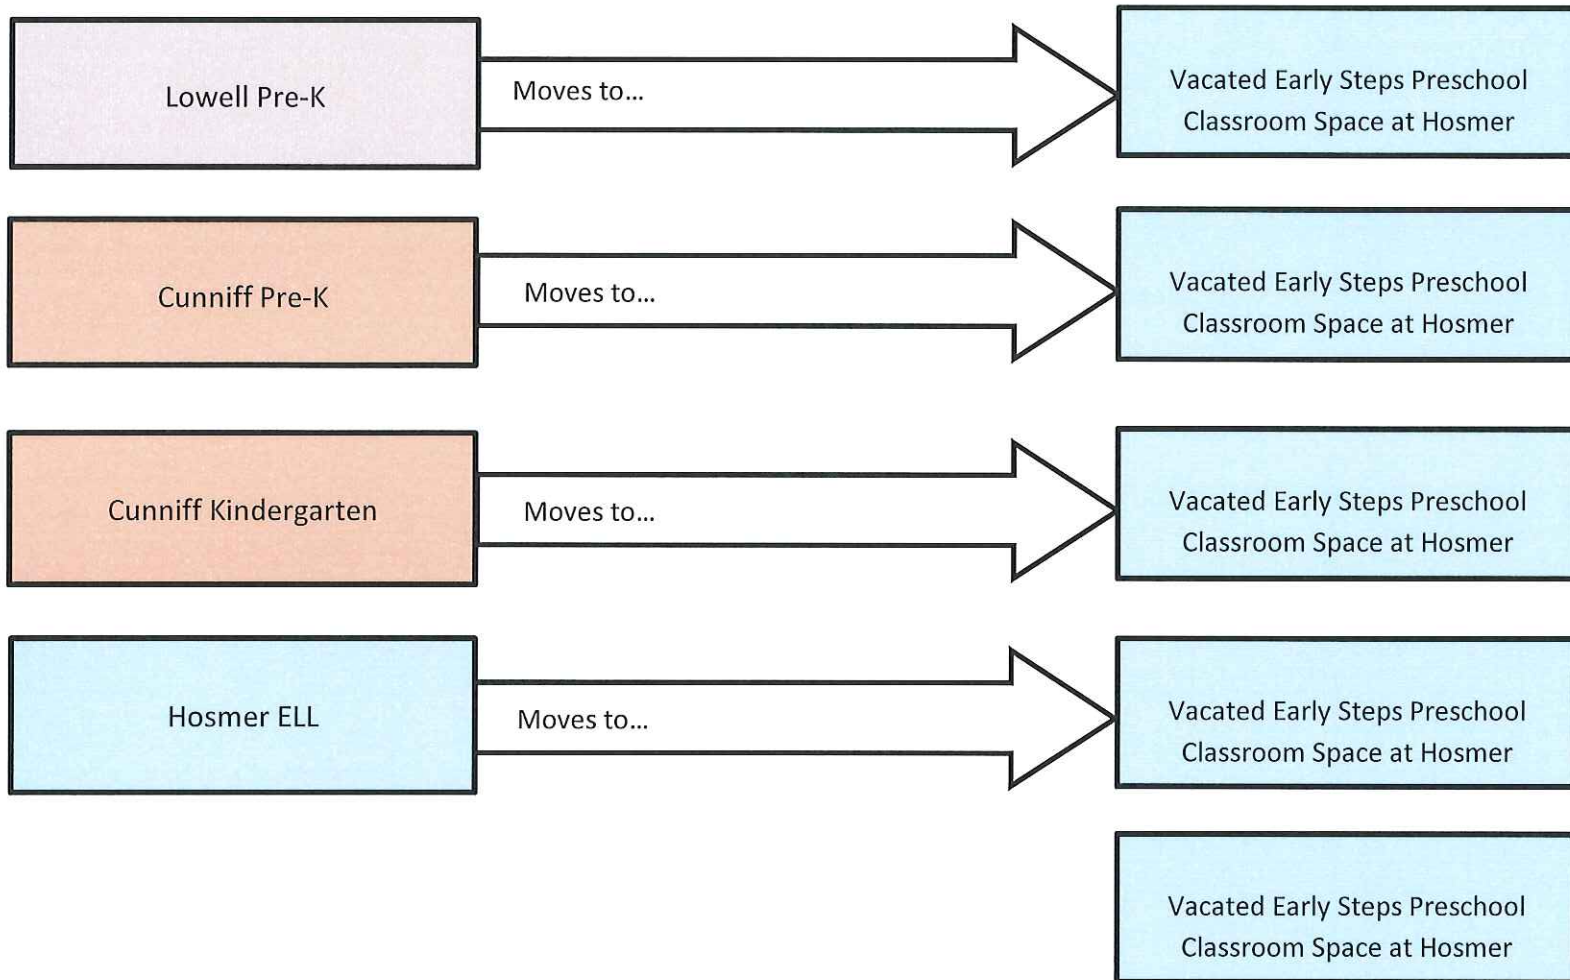 Lowell Pre-K
Moves to...
Vacated Early Steps Preschool
Classroom Space at Hosmer
Cunniff Pre-K
Moves to...
Vacated Early Steps Preschool
Classroom Space at Hosmer
Cunniff Kindergarten
Moves to...
Vacated Early Steps Preschool
Classroom Space at Hosmer
Hosmer ELL
Moves to...
Vacated Early Steps Preschool
Classroom Space at Hosmer
Vacated Early Steps Preschool
Classroom Space at Hosmer